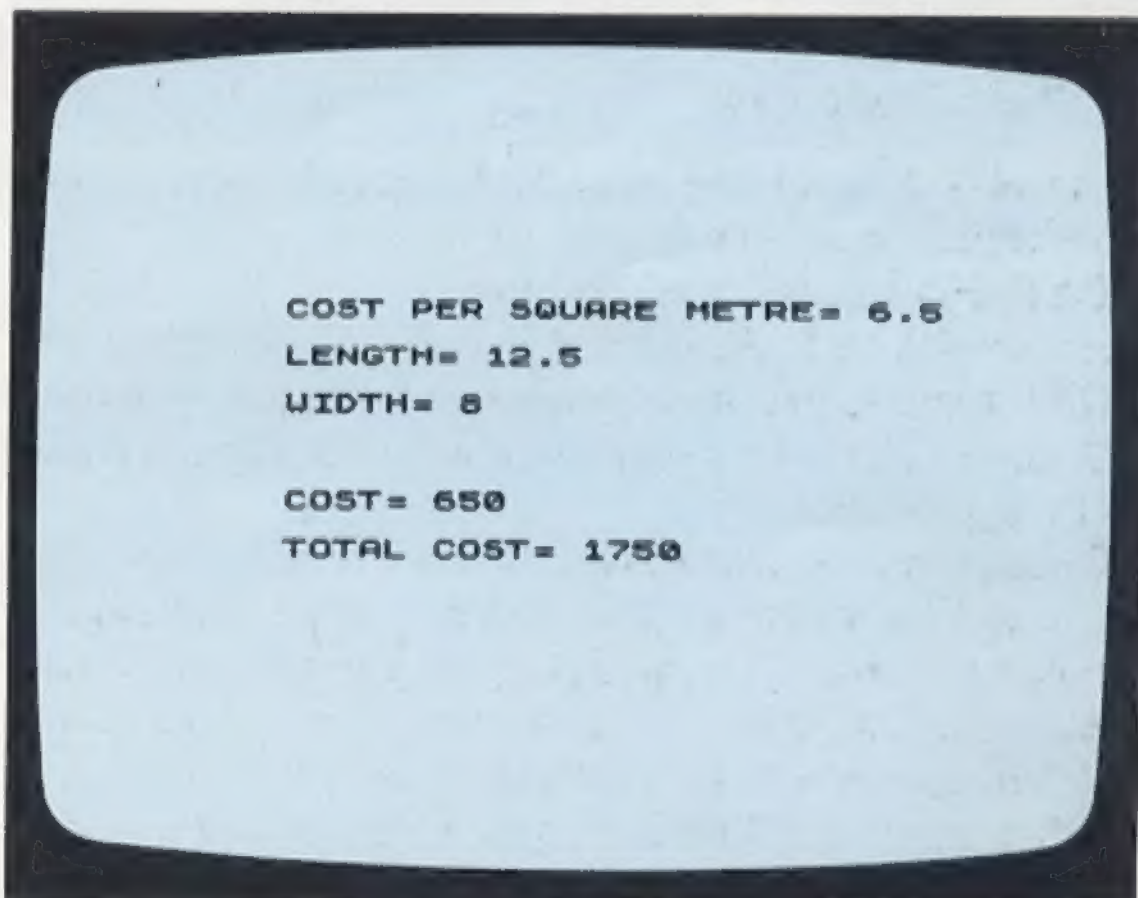 COST PER SQUARE METRE= 6.5
LENGTH= 12.5
WIDTH= 8
COST= 650
TOTAL COST= 1750